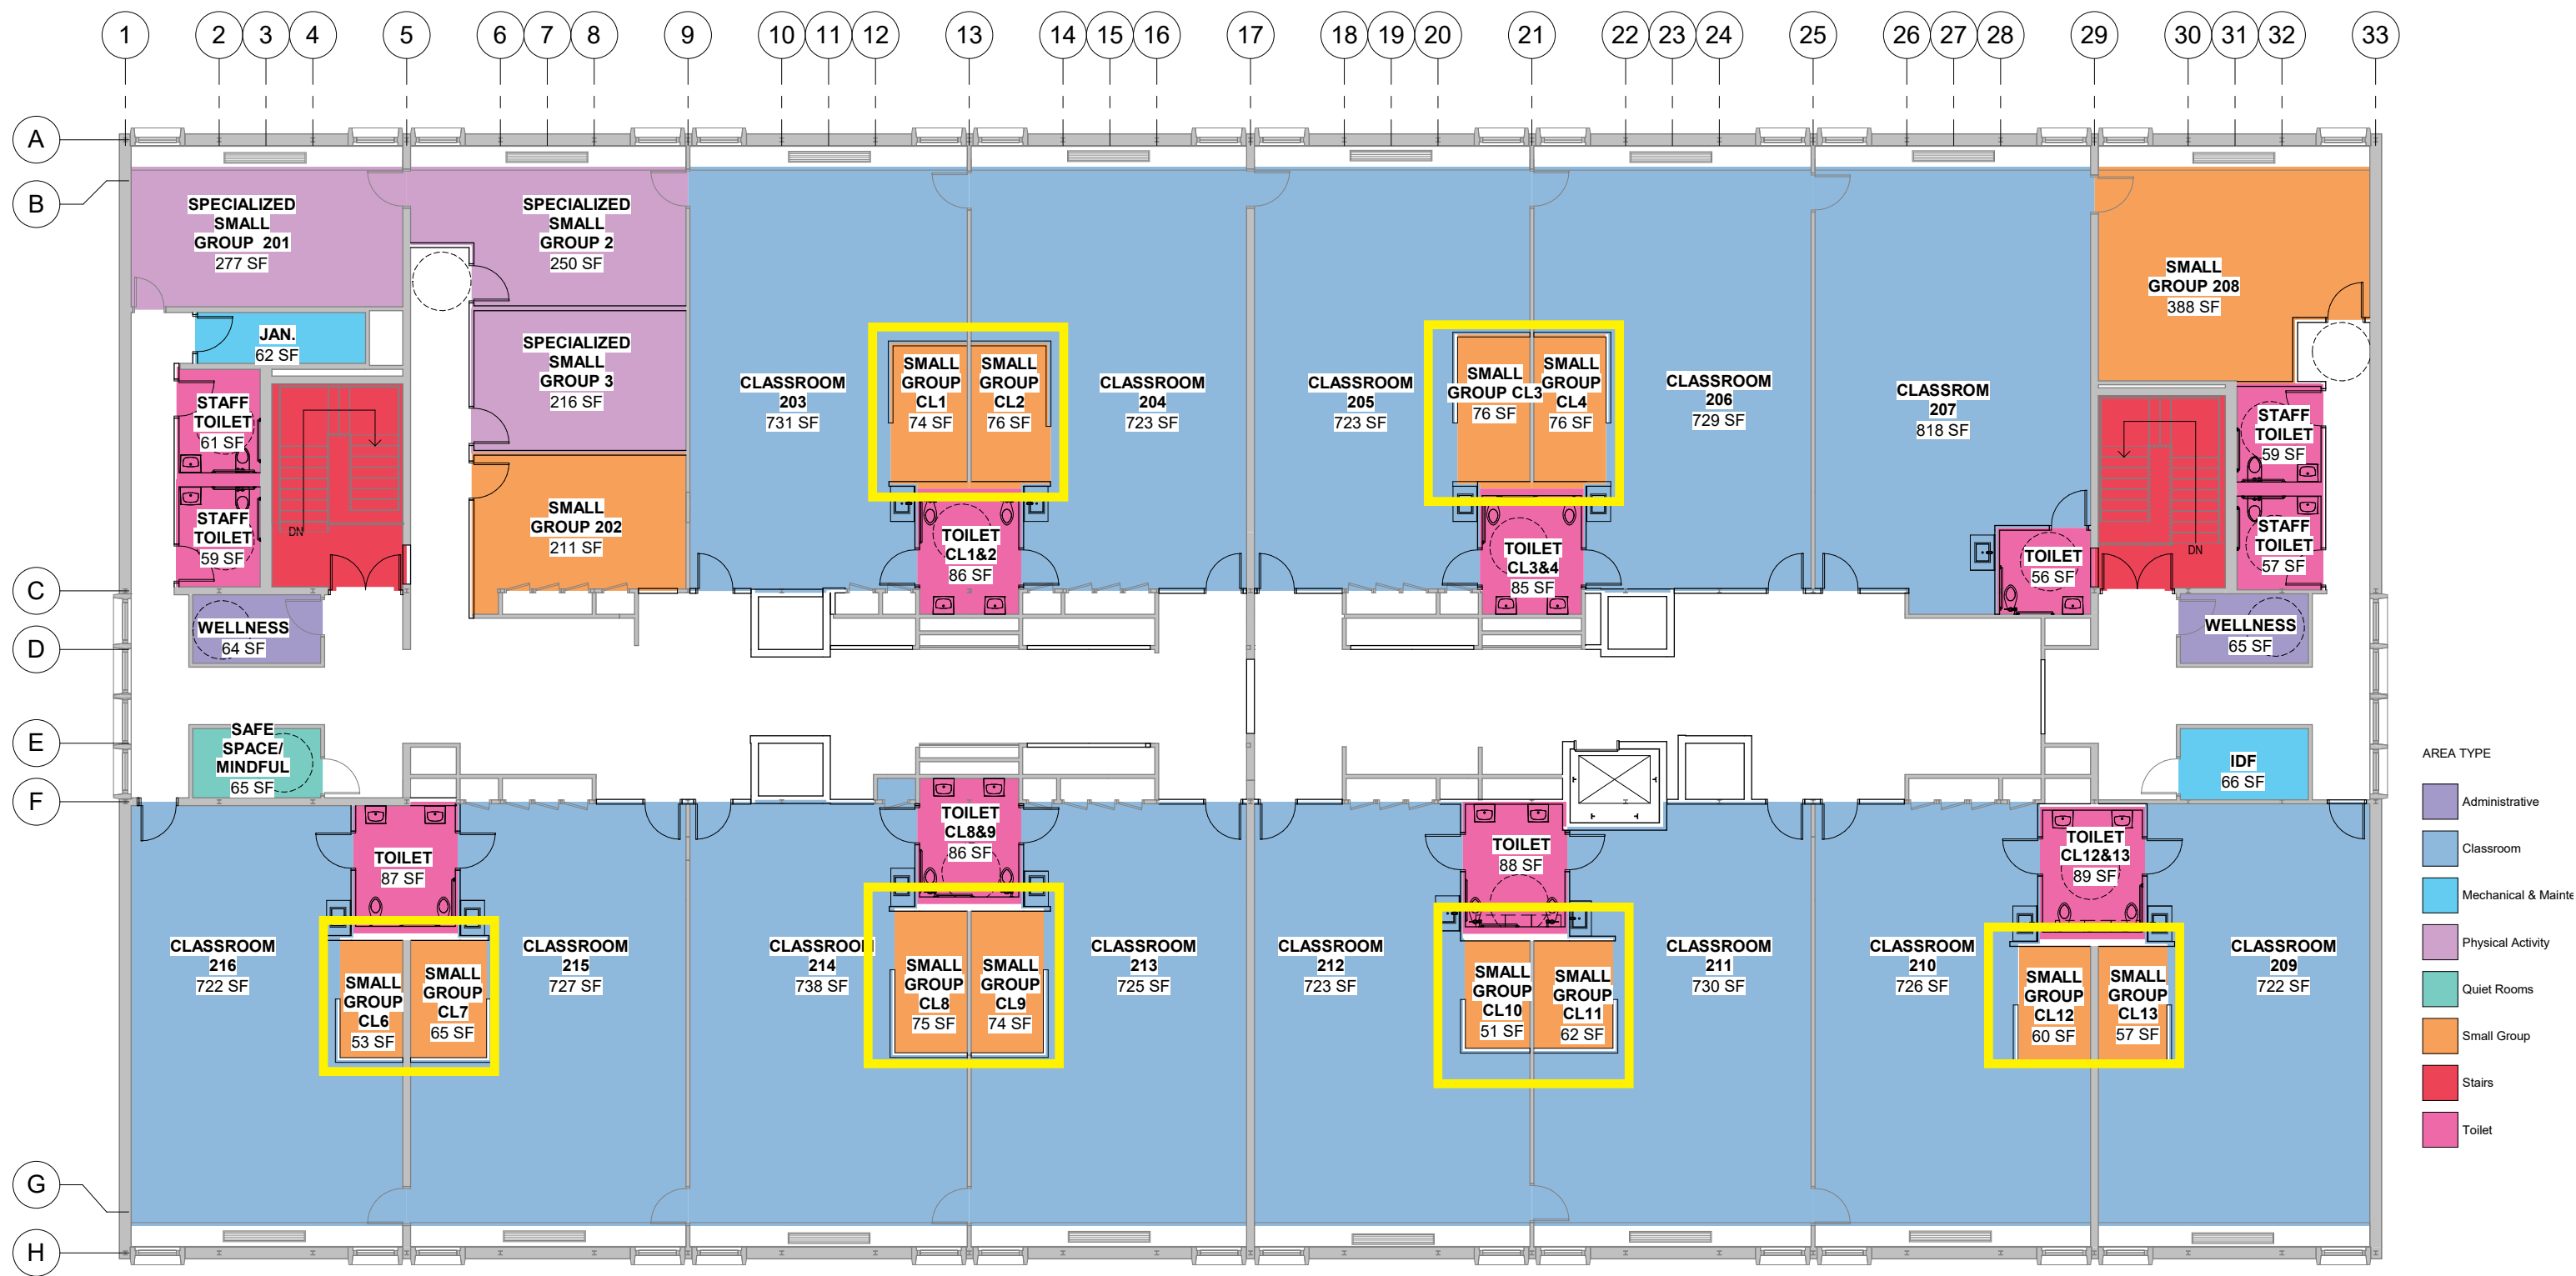 1 2 3 4 5 6 7 8 9 10 11 12 13 14 15 16 17 18 19 20 21 22 23 24 25 26 27 28 29 30 31 32 33
A
B
C
D
E
F
G
H
SPECIALIZED
SMALL
GROUP 201
277 SF
SPECIALIZED
SMALL
GROUP 2
250 SF
JAN.
62 SF
SPECIALIZED
SMALL
GROUP 3
216 SF
STAFF
TOILET
61 SF
STAFF
TOILET
59 SF
DN
SMALL
GROUP 202
211 SF
WELLNESS
64 SF
CLASSROOM
203
731 SF
SMALL
GROUP
CL1
74 SF
SMALL
GROUP
CL2
76 SF
CLASSROOM
204
723 SF
TOILET
CL1&2
86 SF
CLASSROOM
205
723 SF
SMALL
GROUP CL3
76 SF
SMALL
GROUP
CL4
76 SF
CLASSROOM
206
729 SF
TOILET
CL3&4
85 SF
CLASSROM
207
818 SF
TOILET
56 SF
SMALL
GROUP 208
388 SF
STAFF
TOILET
59 SF
STAFF
TOILET
57 SF
DN
WELLNESS
65 SF
SAFE
SPACE/
MINDFUL
65 SF
IDF
66 SF
CLASSROOM
216
722 SF
TOILET
87 SF
SMALL
GROUP
CL6
53 SF
SMALL
GROUP
CL7
65 SF
CLASSROOM
215
727 SF
CLASSROOM
214
738 SF
TOILET
CL8&9
86 SF
SMALL
GROUP
CL8
75 SF
SMALL
GROUP
CL9
74 SF
CLASSROOM
213
725 SF
CLASSROOM
212
723 SF
TOILET
88 SF
SMALL
GROUP
CL10
51 SF
SMALL
GROUP
CL11
62 SF
CLASSROOM
211
730 SF
CLASSROOM
210
726 SF
TOILET
CL12&13
89 SF
SMALL
GROUP
CL12
60 SF
SMALL
GROUP
CL13
57 SF
CLASSROOM
209
722 SF
AREA TYPE
Administrative
Classroom
Mechanical & Mainte
Physical Activity
Quiet Rooms
Small Group
Stairs
Toilet